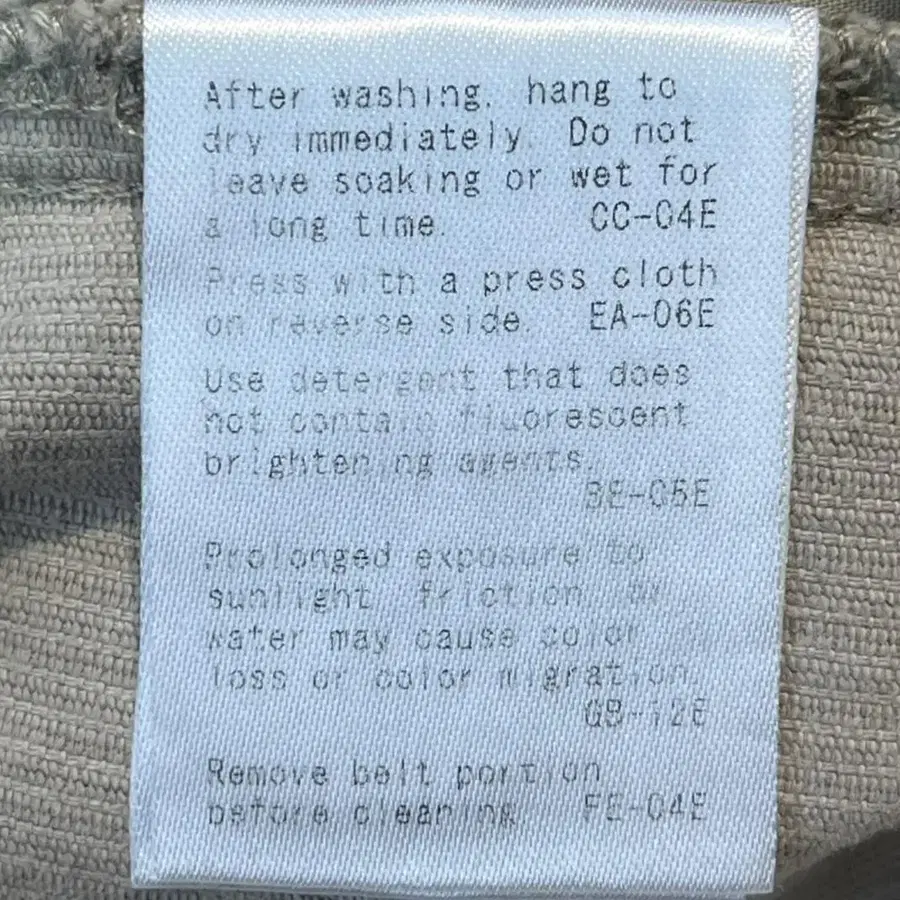 After washing, hang to
dry immediately. Do not
leave soaking or wet for
a long time. CC-04E
Press with a press cloth
on reverse side. EA-06E
Use detergent that does
not contain fluorescent
brightening agents.
BE-05E
Prolonged exposure to
sunlight, friction, or
water may cause color
loss or color migration.
GB-12E
Remove belt portion
before cleaning. FE-04E